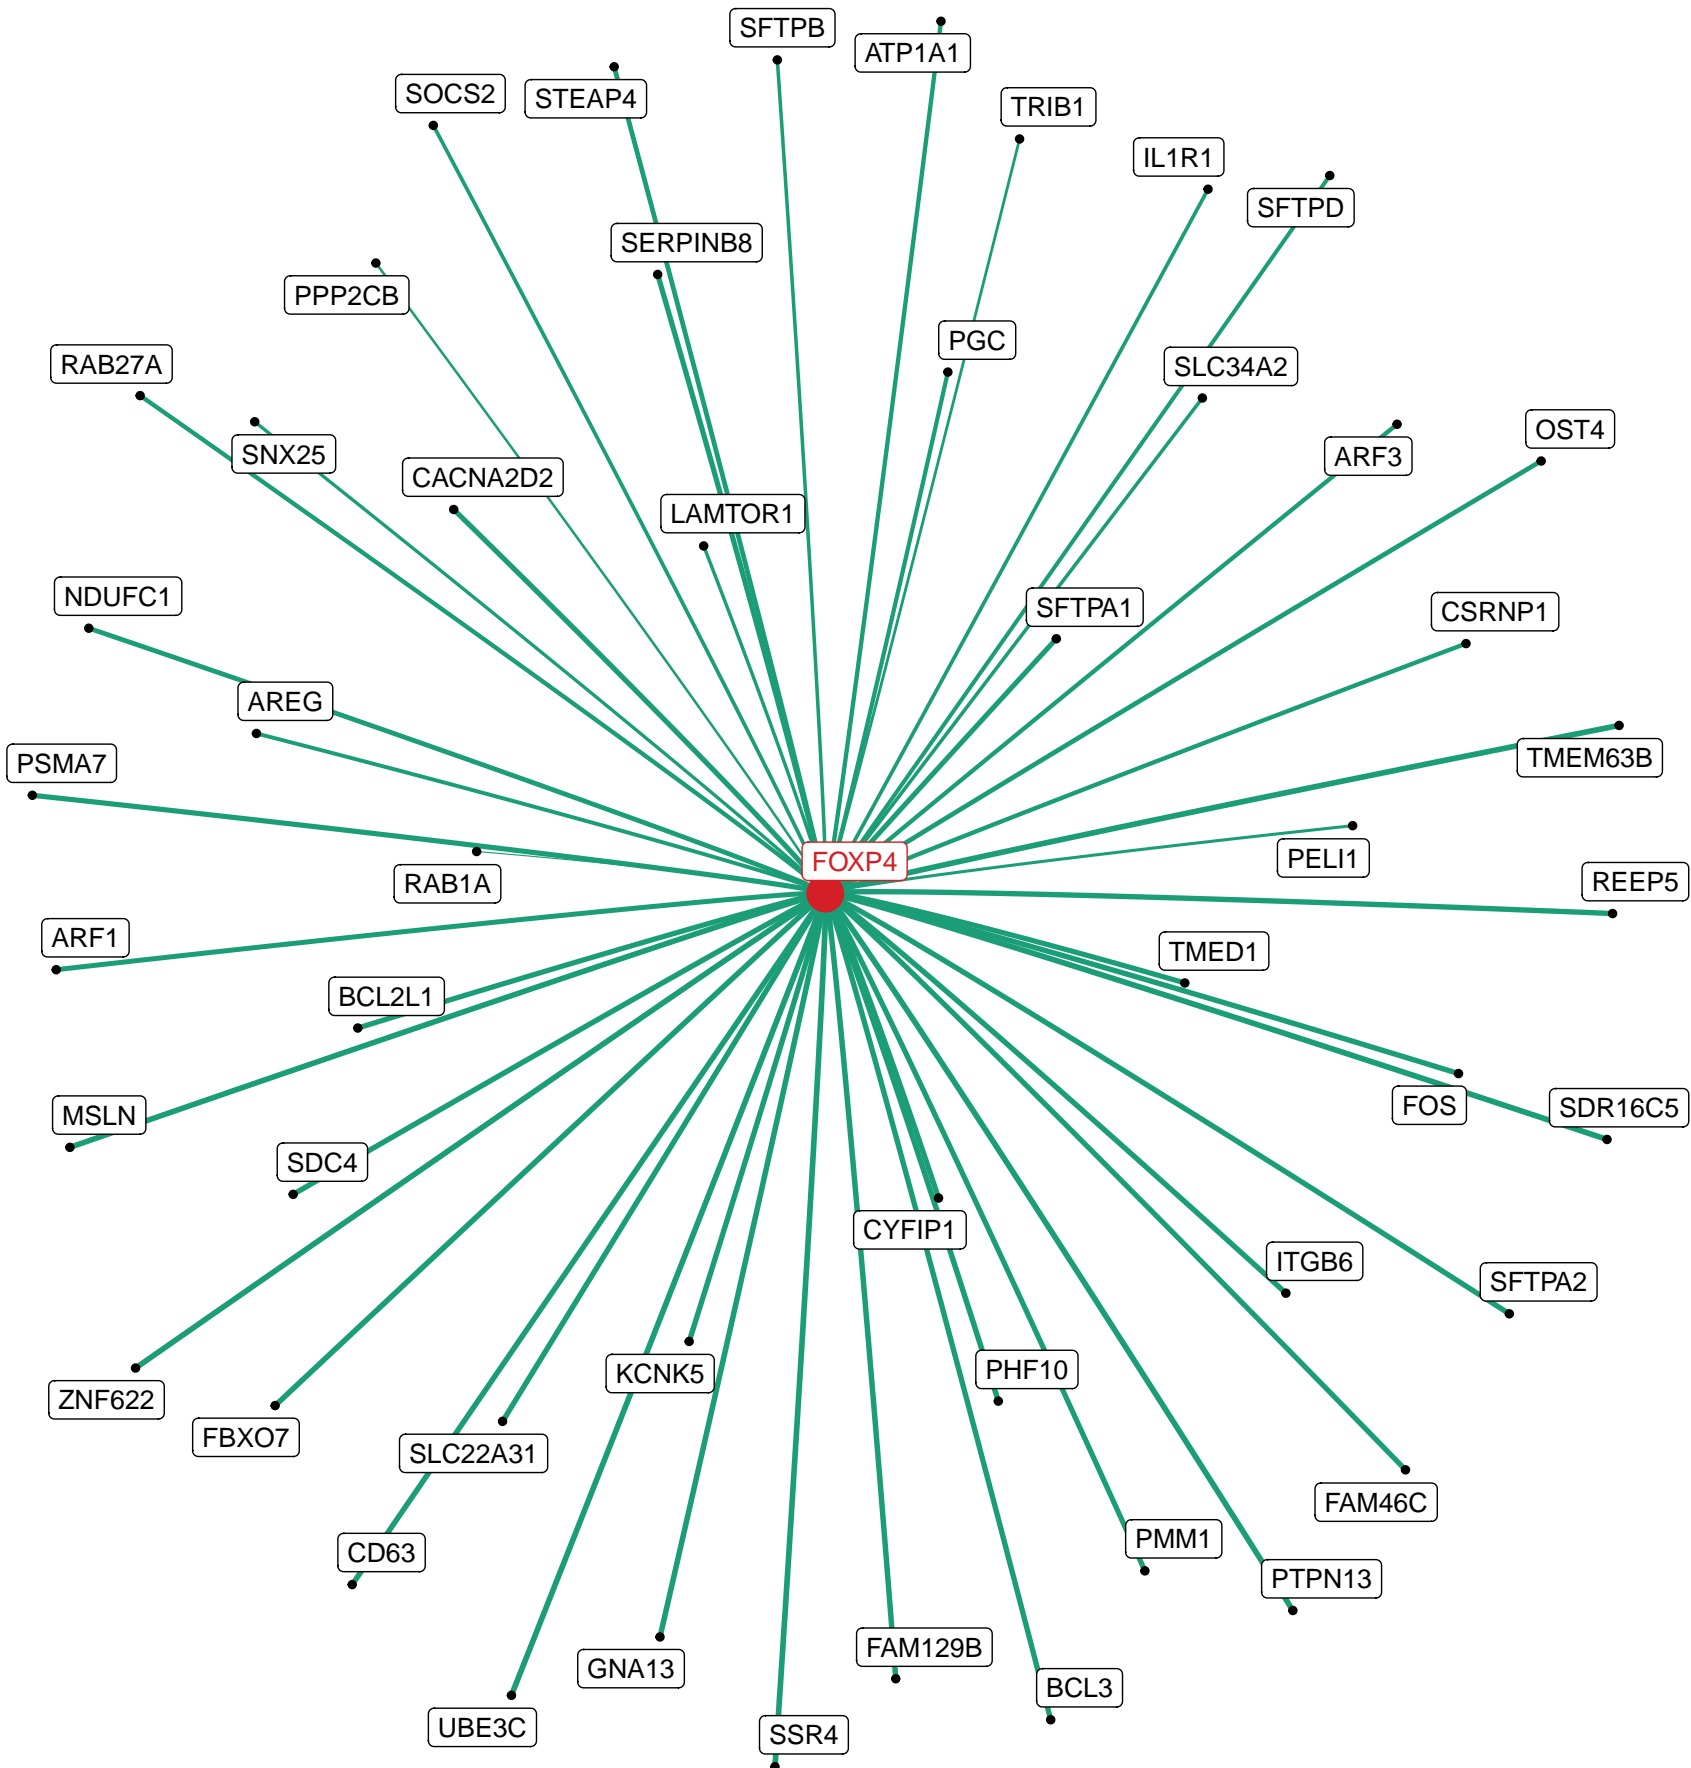 SFTPB
ATP1A1
SOCS2
STEAP4
TRIB1
IL1R1
SFTPD
SERPINB8
PPP2CB
PGC
RAB27A
SLC34A2
OST4
SNX25
ARF3
CACNA2D2
LAMTOR1
NDUFC1
SFTPA1
CSRNP1
AREG
PSMA7
TMEM63B
FOXP4
PELI1
RAB1A
REEP5
ARF1
TMED1
BCL2L1
MSLN
FOS
SDR16C5
SDC4
CYFIP1
ITGB6
SFTPA2
KCNK5
PHF10
ZNF622
FBXO7
SLC22A31
FAM46C
CD63
PMM1
PTPN13
FAM129B
GNA13
BCL3
UBE3C
SSR4